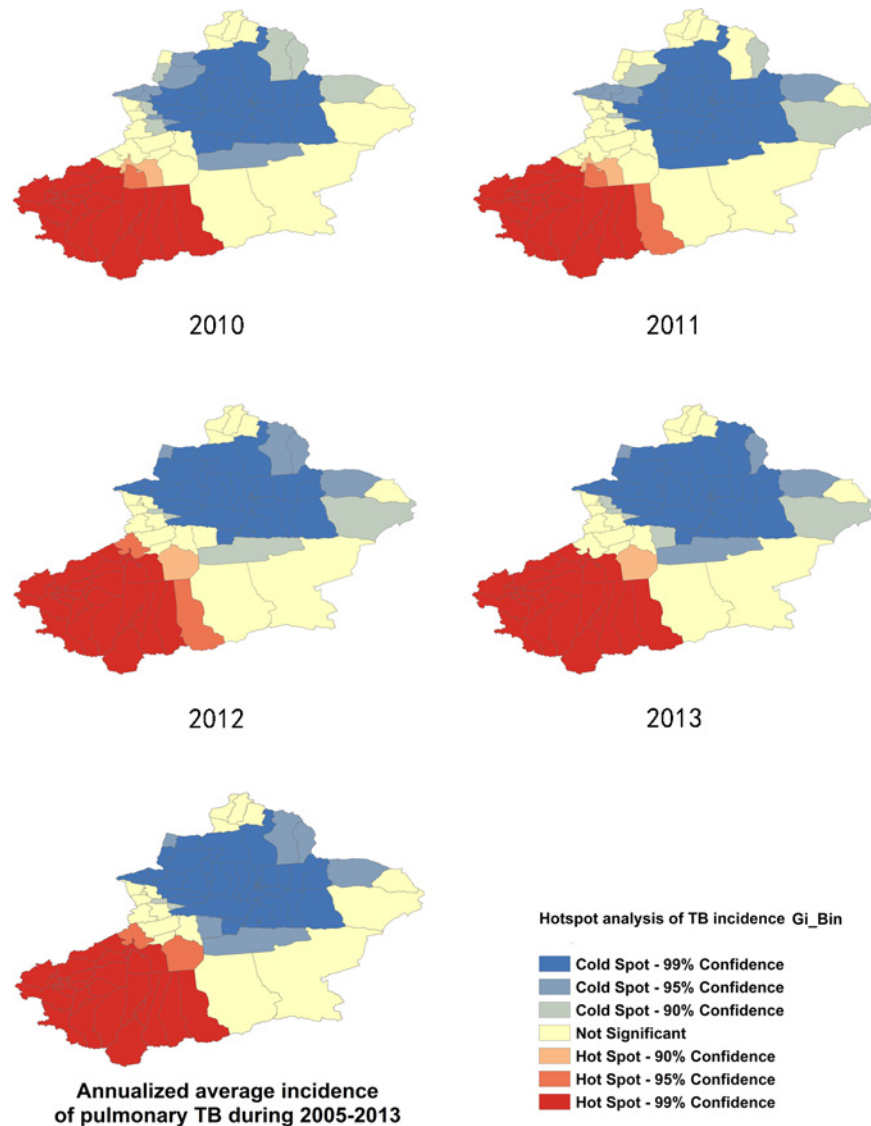 2010
2011
2012
2013
Annualized average incidence
of pulmonary TB during 2005-2013
Hotspot analysis of TB incidence Gi_Bin
Cold Spot - 99% Confidence
Cold Spot - 95% Confidence
Cold Spot - 90% Confidence
Not Significant
Hot Spot - 90% Confidence
Hot Spot - 95% Confidence
Hot Spot - 99% Confidence